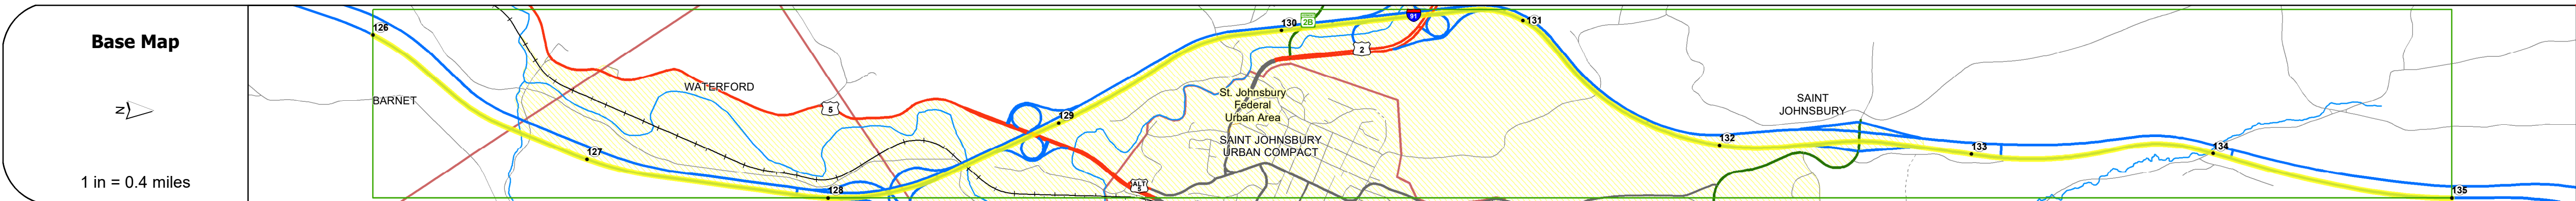 Base Map
N
1 in = 0.4 miles
126
BARNET
127
WATERFORD
5
128
129
ALT
5
130
2B
91
2
131
St. Johnsbury
Federal
Urban Area
SAINT JOHNSBURY
URBAN COMPACT
132
SAINT
JOHNSBURY
133
134
135